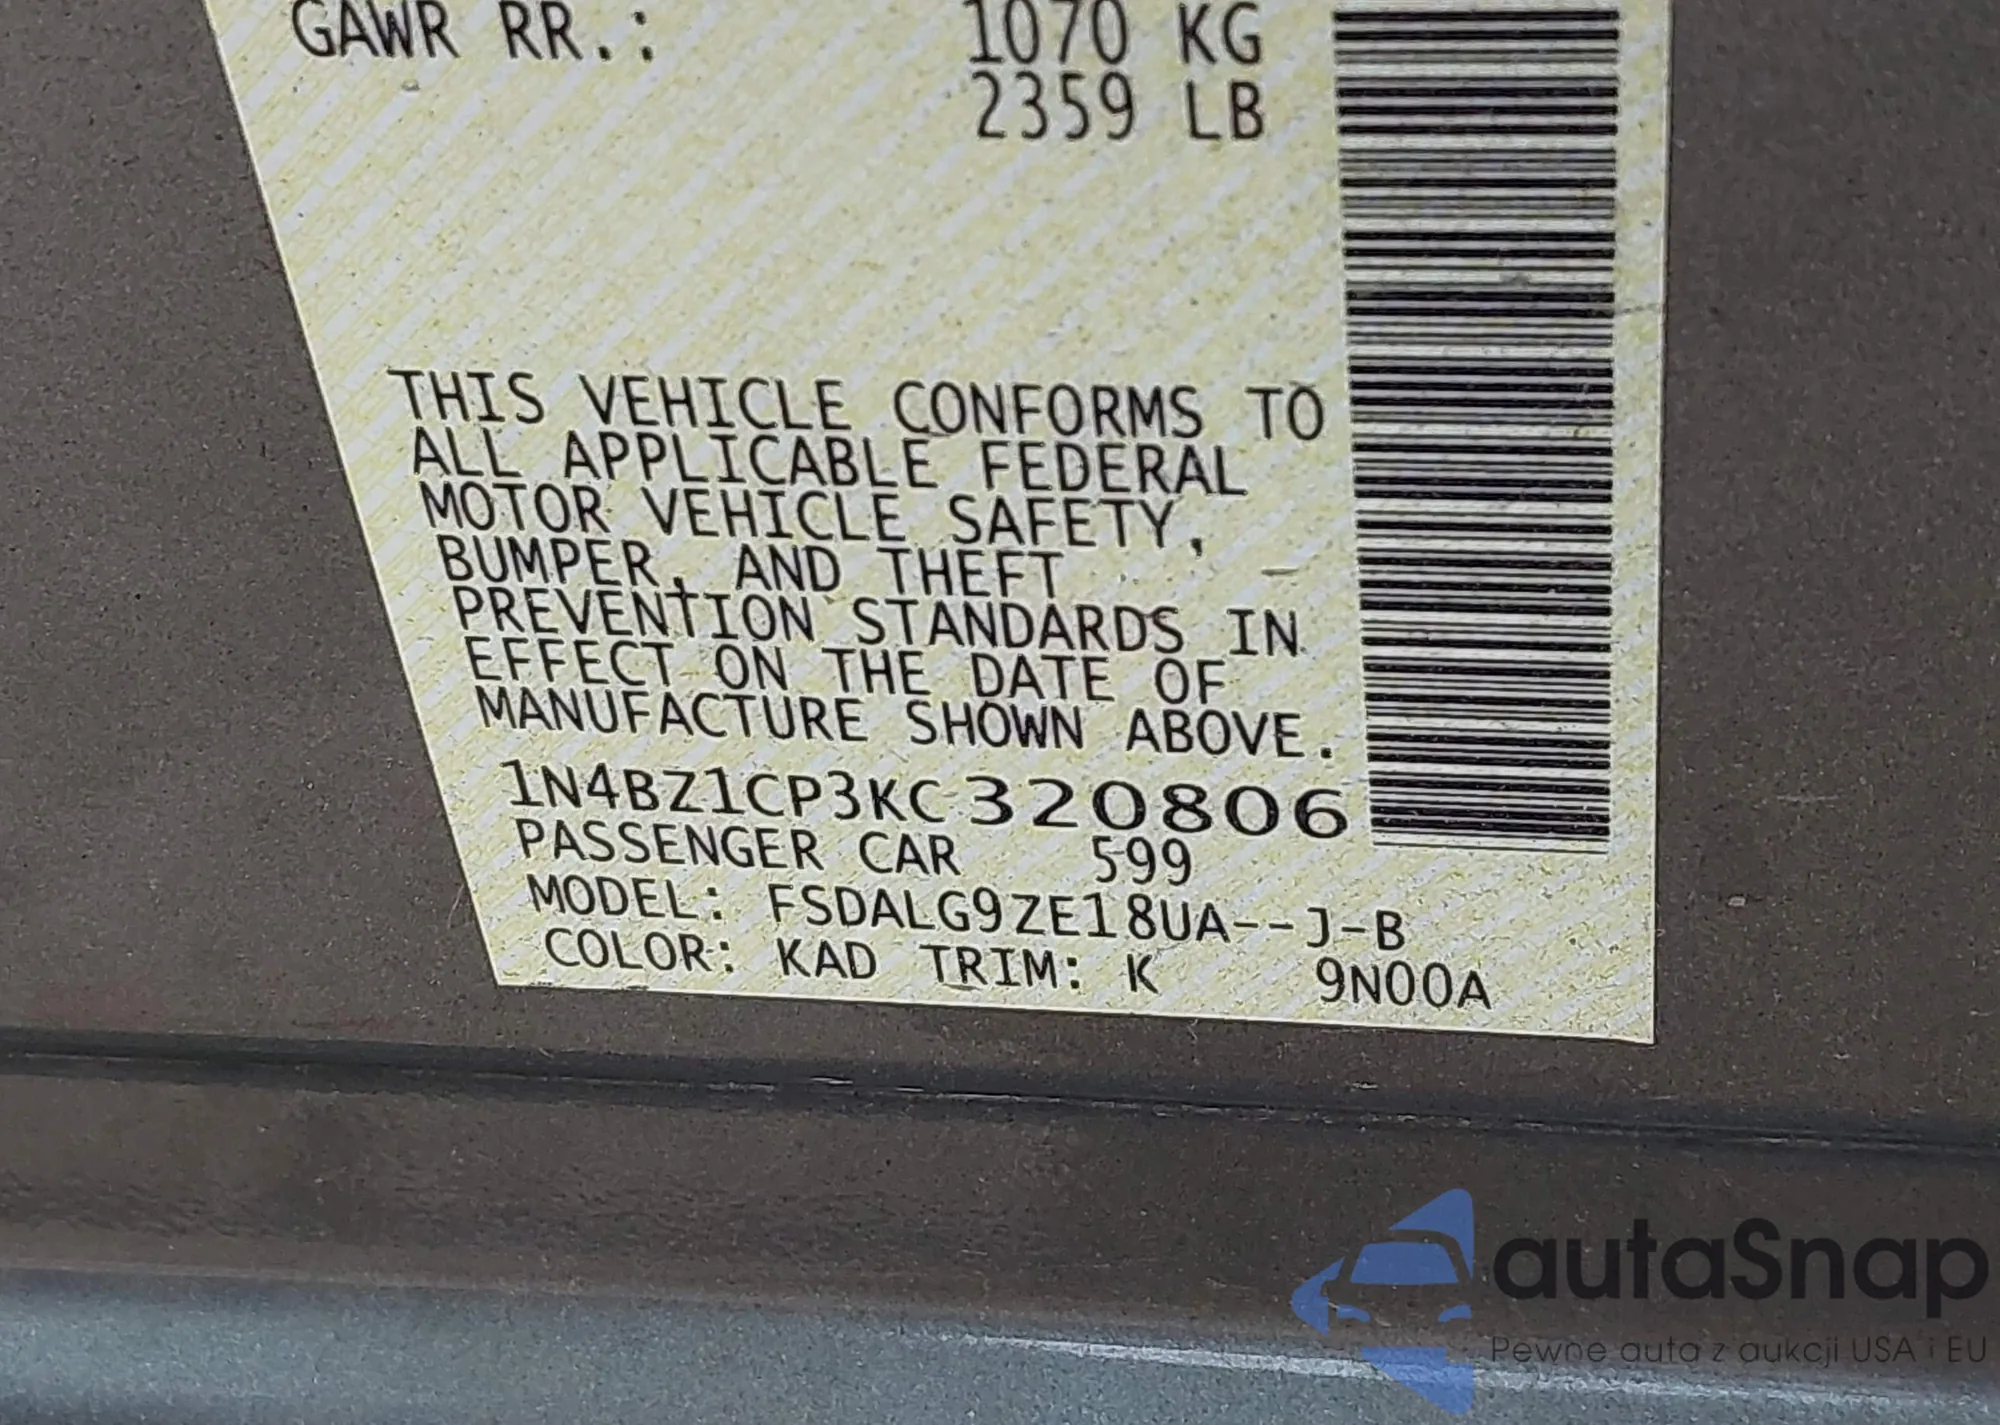 GAWR RR.: 1070 KG
2359 LB
THIS VEHICLE CONFORMS TO
ALL APPLICABLE FEDERAL
MOTOR VEHICLE SAFETY,
BUMPER, AND THEFT
PREVENTION STANDARDS IN
EFFECT ON THE DATE OF
MANUFACTURE SHOWN ABOVE.
1N4BZ1CP3KC320806
PASSENGER CAR 599
MODEL: FSDALG9ZE18UA--J-B
COLOR: KAD TRIM: K 9N00A
autaSnap
Pewne auta z aukcji USA i EU